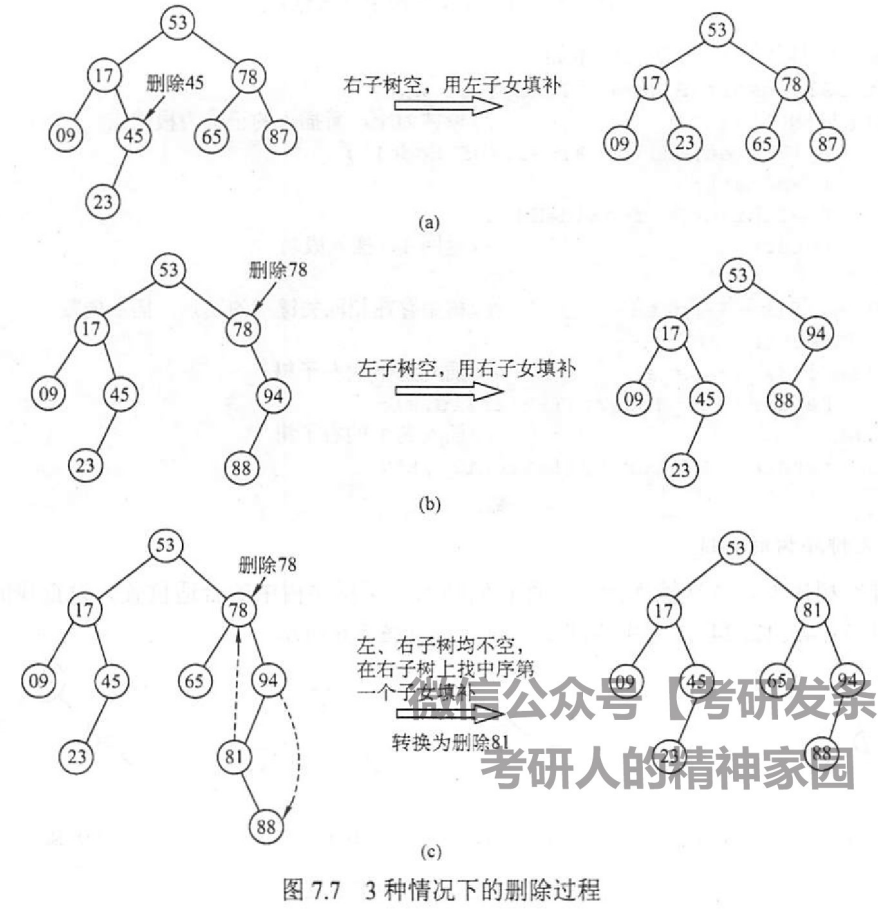 53
17 删除45 78
09 45 65 87
23
右子树空，用左子女填补
53
17 78
09 23 65 87
(a)
53 删除78
17 78
09 45 94
23 88
左子树空，用右子女填补
53
17 94
09 45 88
23
(b)
53
删除78
17 78
09 45 65 94
23 81
88
左、右子树均不空，
在右子树上找中序第
一个子女填补
转换为删除81
53
17 81
09 45 65 94
23 88
微信公众号【考研发条
考研人的精神家园
(c)
图 7.7 3 种情况下的删除过程